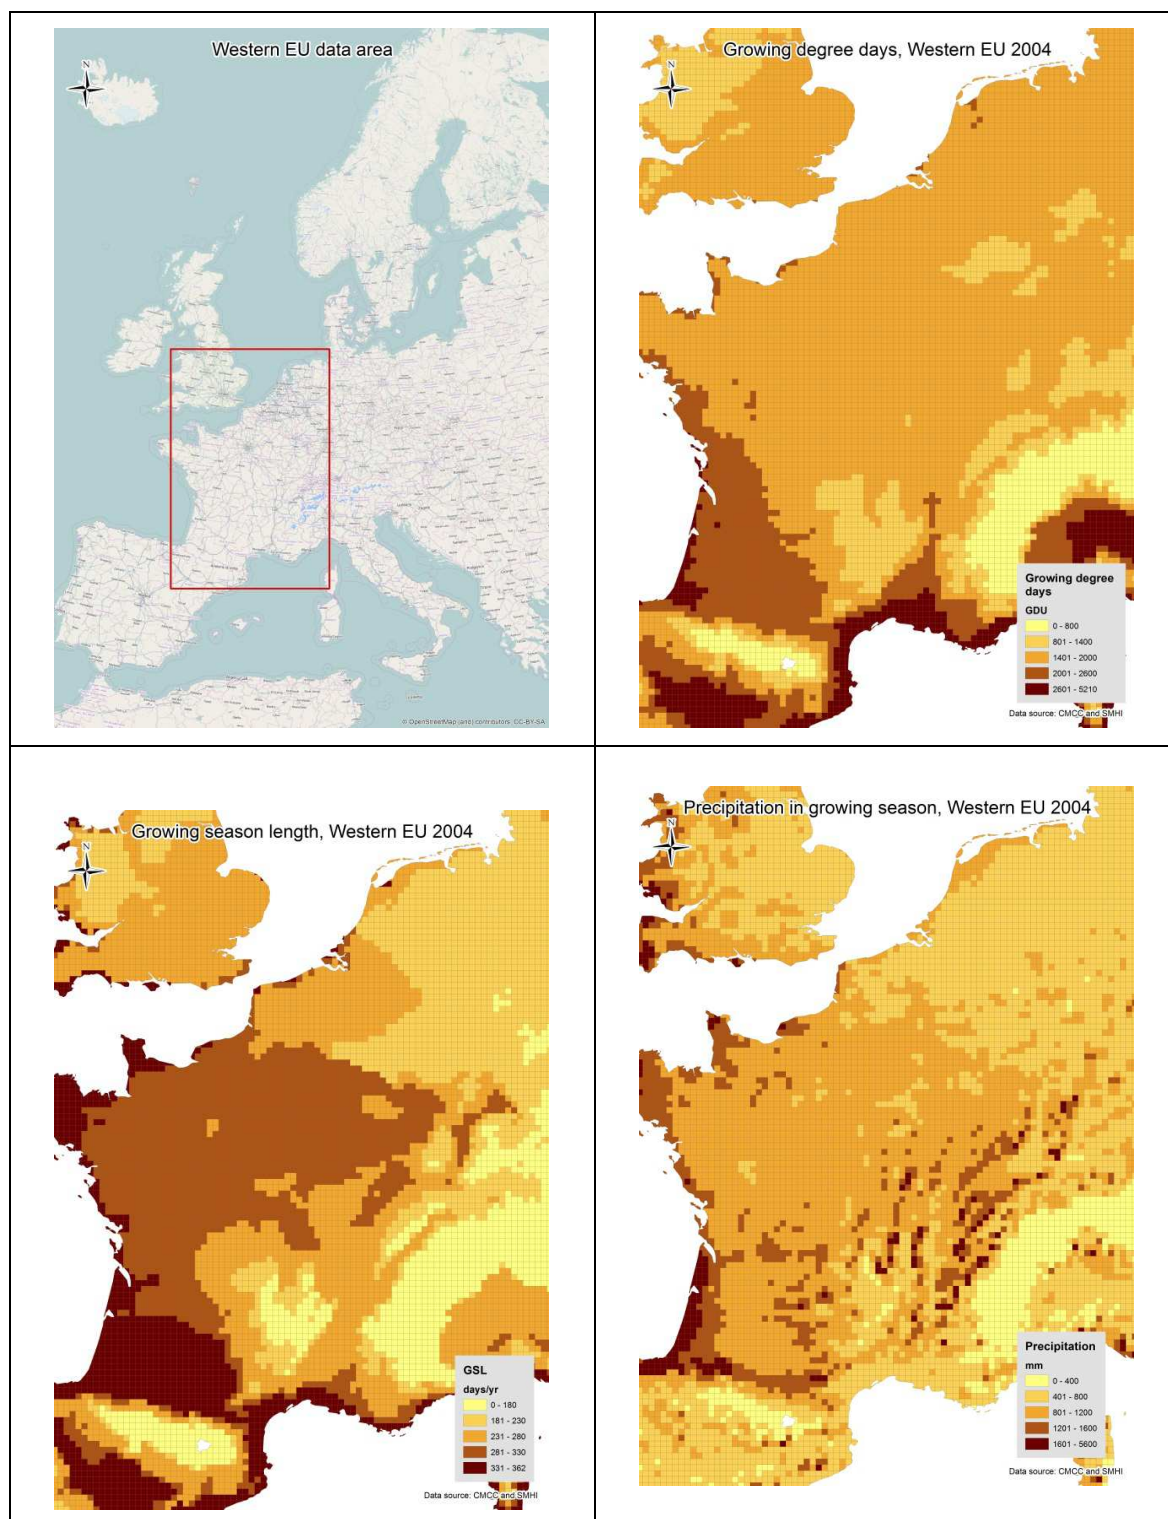 Western EU data area
N
© OpenStreetMap (and) contributors, CC-BY-SA
Growing degree days, Western EU 2004
N
Growing degree
days
GDU
0 - 800
801 - 1400
1401 - 2000
2001 - 2600
2601 - 5210
Data source: CMCC and SMHI
Growing season length, Western EU 2004
N
GSL
days/yr
0 - 180
181 - 230
231 - 280
281 - 330
331 - 362
Data source: CMCC and SMHI
Precipitation in growing season, Western EU 2004
N
Precipitation
mm
0 - 400
401 - 800
801 - 1200
1201 - 1600
1601 - 5600
Data source: CMCC and SMHI